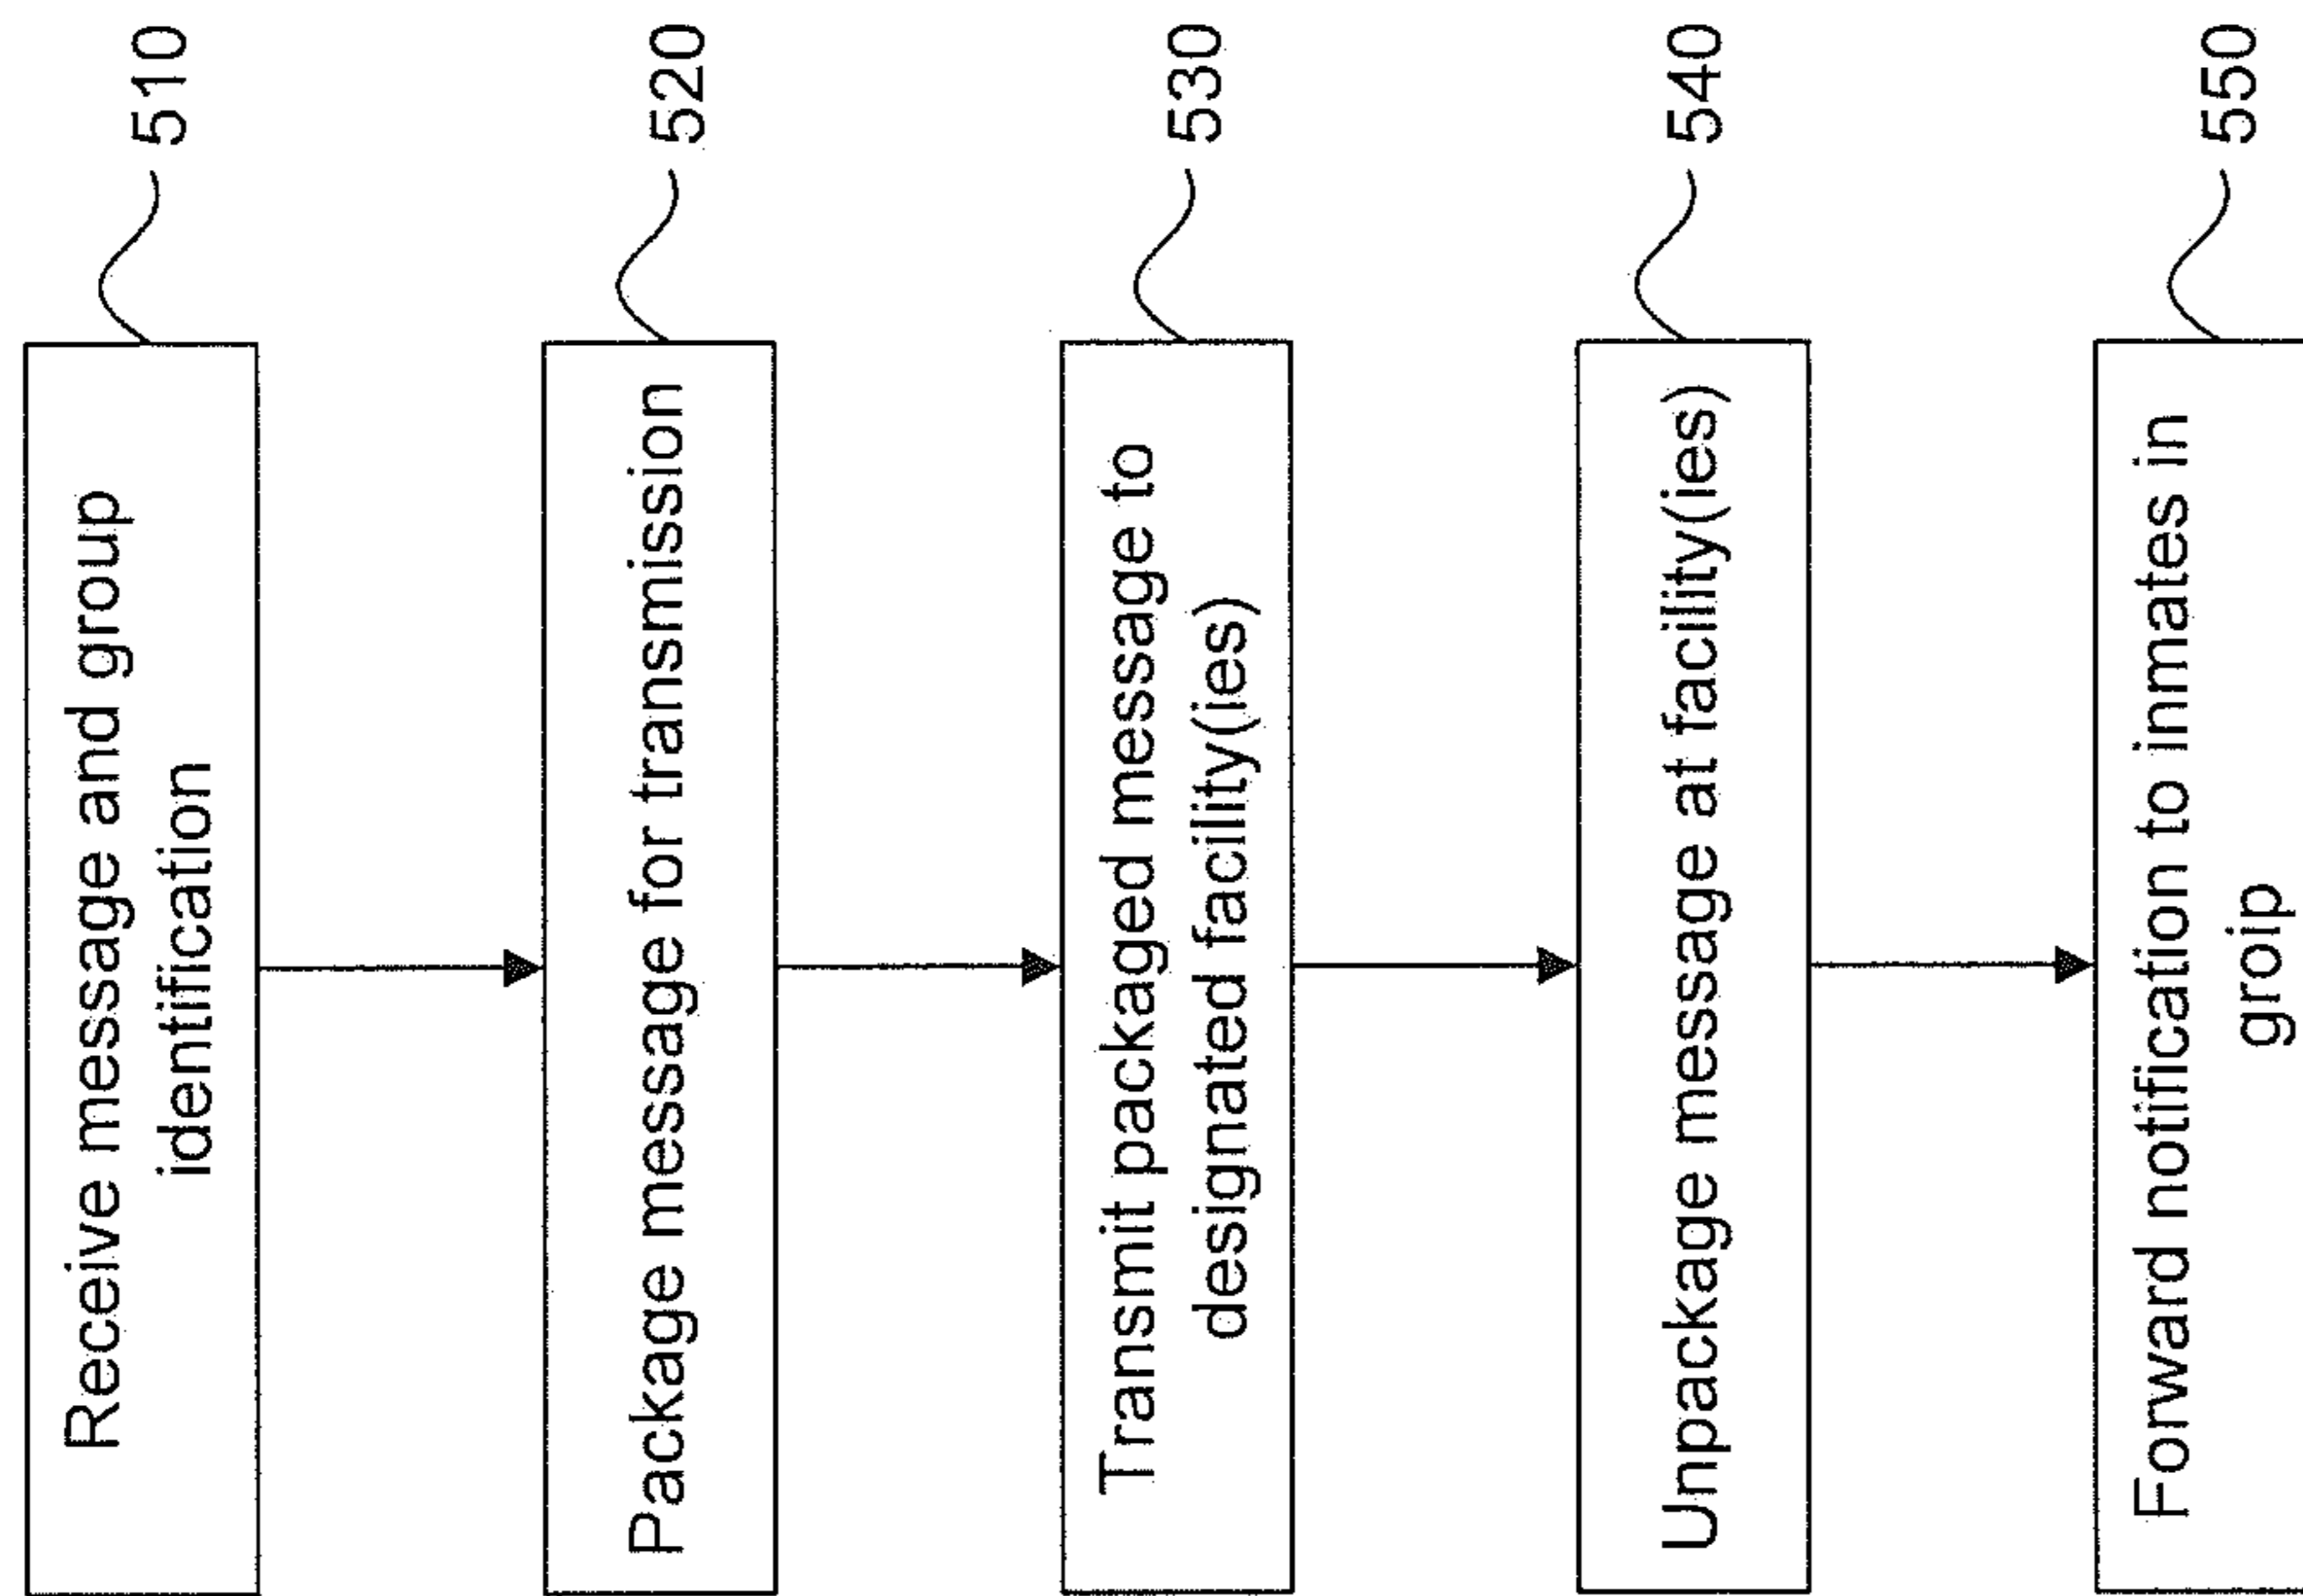 Receive message and group
identification
510
Package message for transmission
520
Transmit packaged message to
designated facility(ies)
530
Unpackage message at facility(ies)
540
Forward notification to inmates in
groip
550